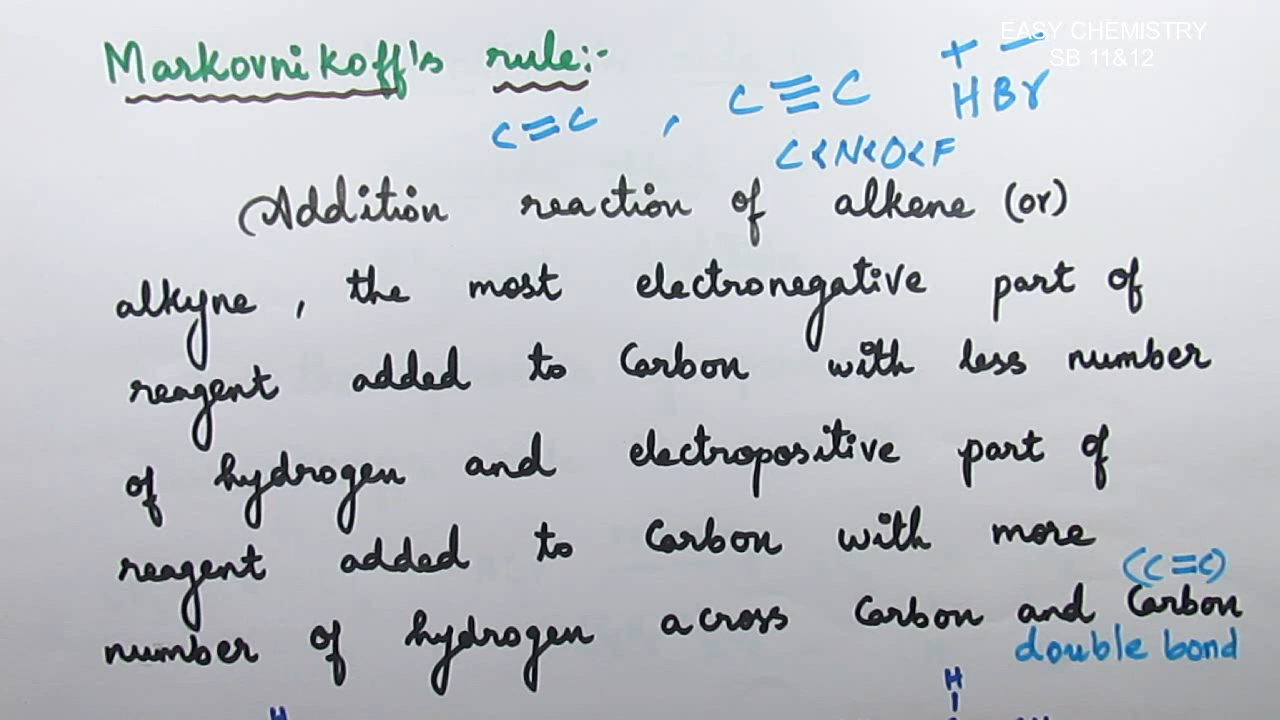 EASY CHEMISTRY
SB 11&12
Markovnikoff's rule:-
+ -
H Br
C=C , C≡C
C<N<O<F
Addition reaction of alkene (or)
alkyne, the most electronegative part of
reagent added to Carbon with less number
of hydrogen and electropositive part of
reagent added to Carbon with more
(C=C)
number of hydrogen across Carbon and Carbon
double bond
H
H